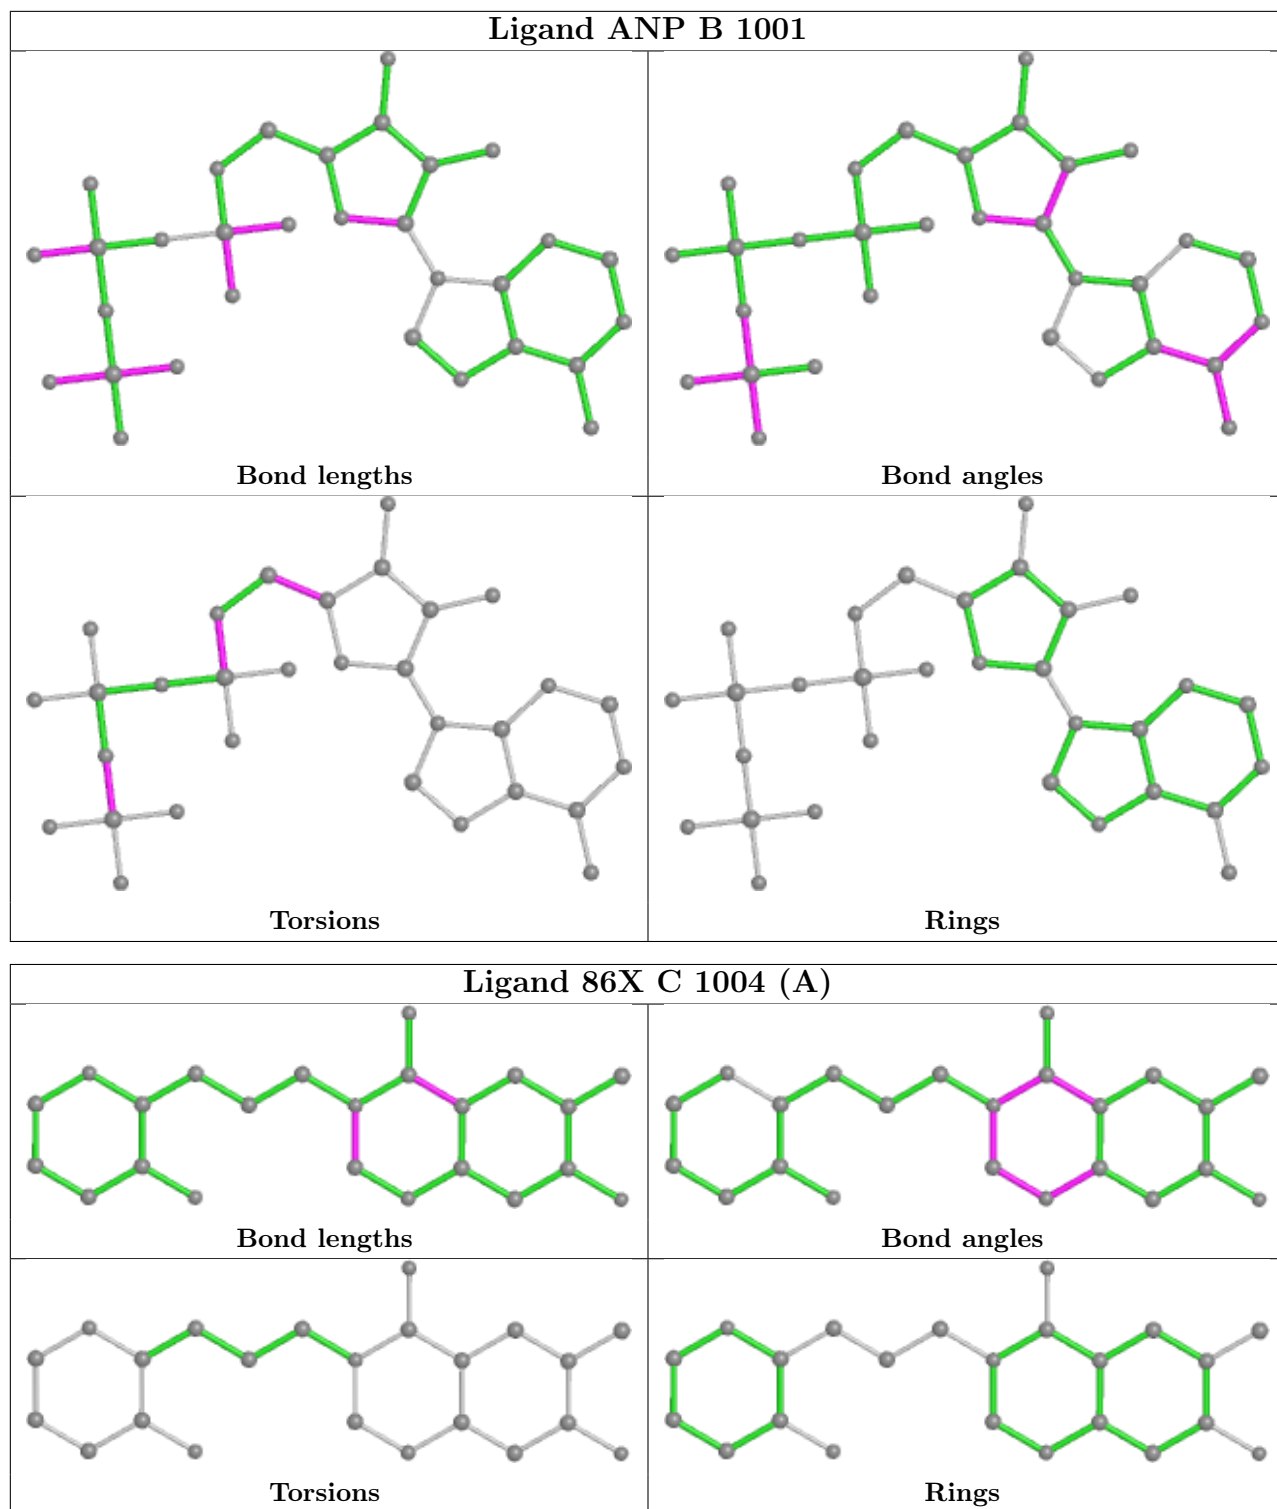 Ligand ANP B 1001
Bond lengths
Bond angles
Torsions
Rings
Ligand 86X C 1004 (A)
Bond lengths
Bond angles
Torsions
Rings